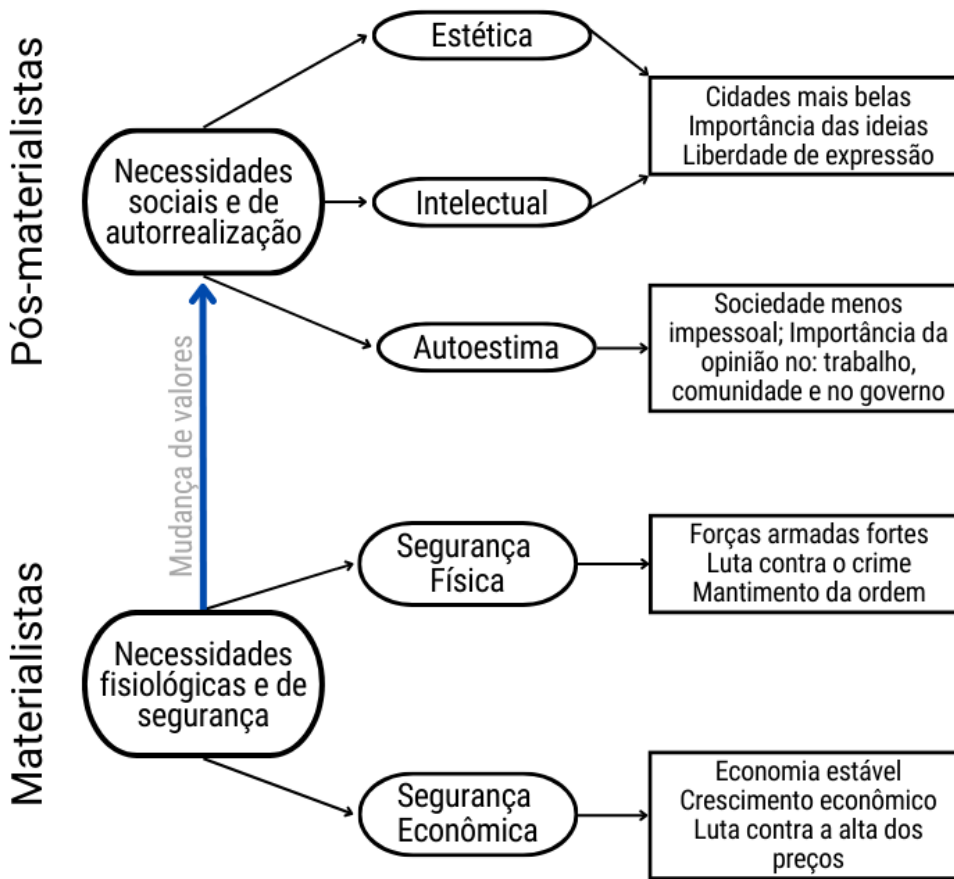 Pós-materialistas
Necessidades
sociais e de
autorrealização
Estética
Intelectual
Autoestima
Cidades mais belas
Importância das ideias
Liberdade de expressão
Sociedade menos
impessoal; Importância da
opinião no: trabalho,
comunidade e no governo
Mudança de valores
Materialistas
Necessidades
fisiológicas e de
segurança
Segurança
Física
Segurança
Econômica
Forças armadas fortes
Luta contra o crime
Mantimento da ordem
Economia estável
Crescimento econômico
Luta contra a alta dos
preços